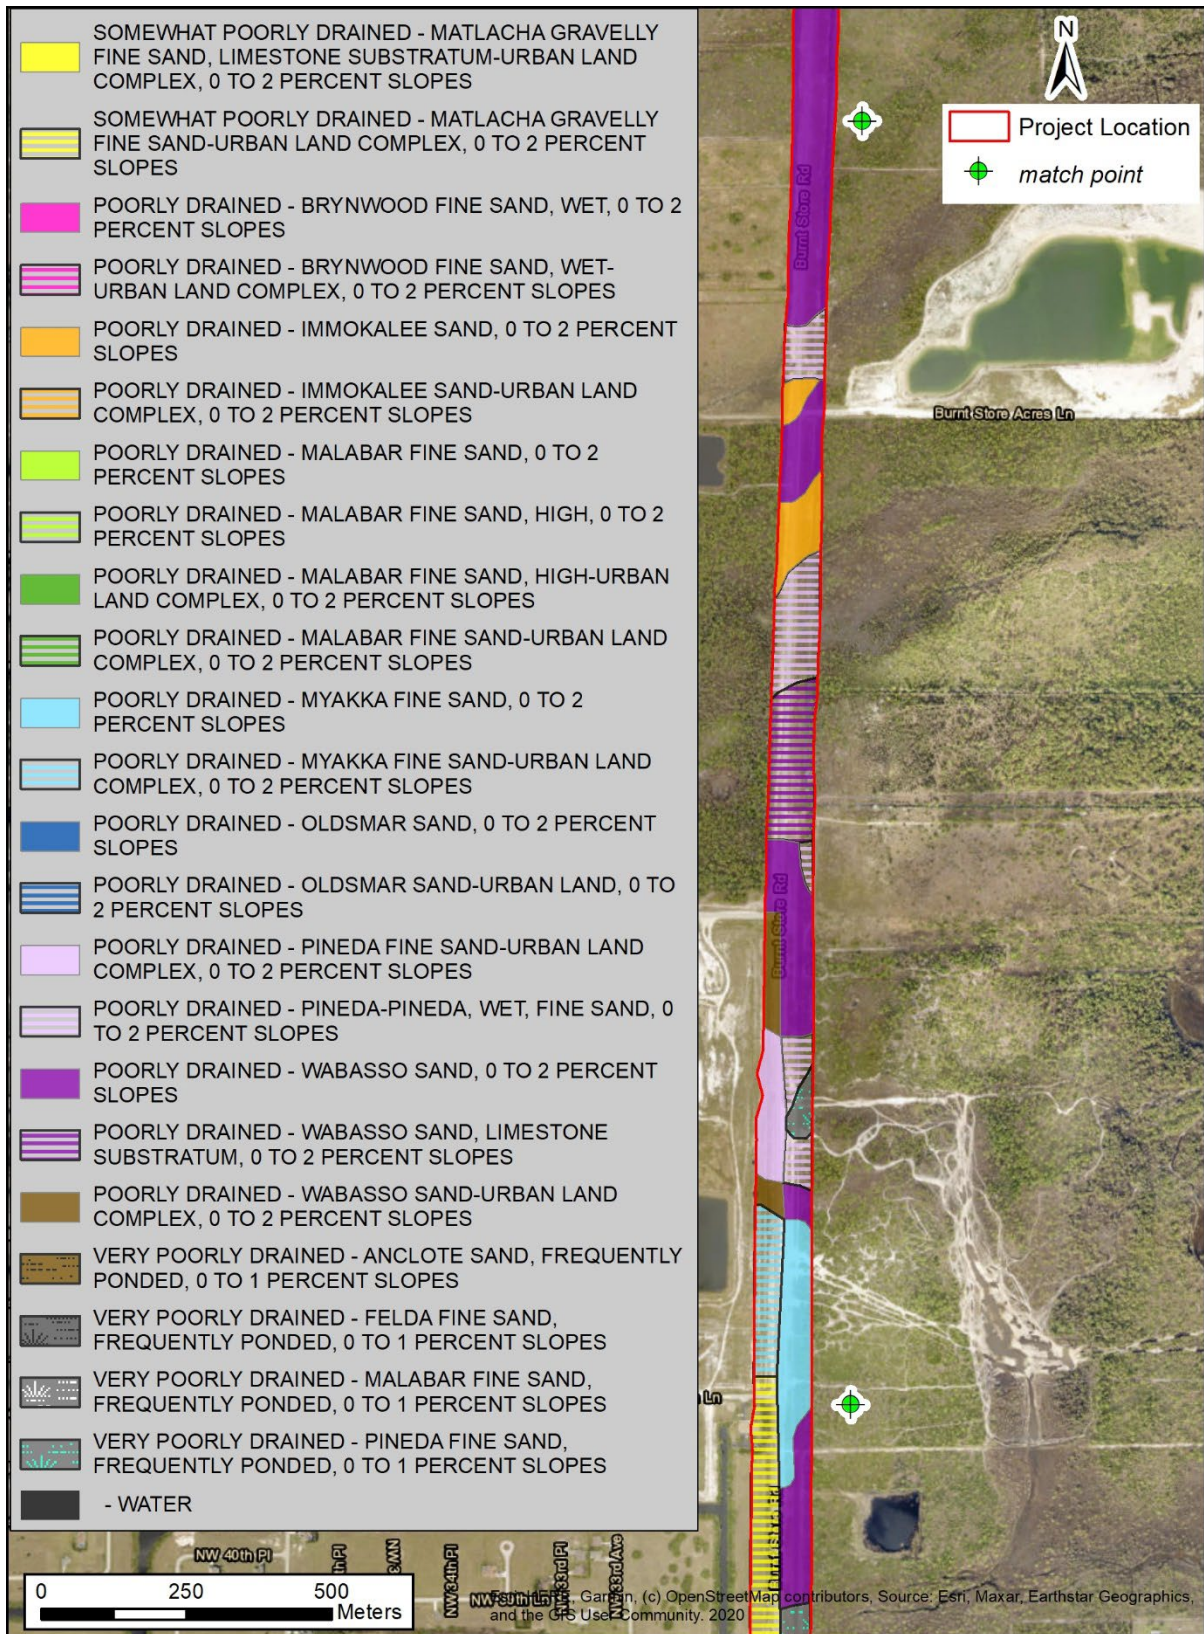 SOMEWHAT POORLY DRAINED - MATLACHA GRAVELLY
FINE SAND, LIMESTONE SUBSTRATUM-URBAN LAND
COMPLEX, 0 TO 2 PERCENT SLOPES
SOMEWHAT POORLY DRAINED - MATLACHA GRAVELLY
FINE SAND-URBAN LAND COMPLEX, 0 TO 2 PERCENT
SLOPES
POORLY DRAINED - BRYNWOOD FINE SAND, WET, 0 TO 2
PERCENT SLOPES
POORLY DRAINED - BRYNWOOD FINE SAND, WET-
URBAN LAND COMPLEX, 0 TO 2 PERCENT SLOPES
POORLY DRAINED - IMMOKALEE SAND, 0 TO 2 PERCENT
SLOPES
POORLY DRAINED - IMMOKALEE SAND-URBAN LAND
COMPLEX, 0 TO 2 PERCENT SLOPES
POORLY DRAINED - MALABAR FINE SAND, 0 TO 2
PERCENT SLOPES
POORLY DRAINED - MALABAR FINE SAND, HIGH, 0 TO 2
PERCENT SLOPES
POORLY DRAINED - MALABAR FINE SAND, HIGH-URBAN
LAND COMPLEX, 0 TO 2 PERCENT SLOPES
POORLY DRAINED - MALABAR FINE SAND-URBAN LAND
COMPLEX, 0 TO 2 PERCENT SLOPES
POORLY DRAINED - MYAKKA FINE SAND, 0 TO 2
PERCENT SLOPES
POORLY DRAINED - MYAKKA FINE SAND-URBAN LAND
COMPLEX, 0 TO 2 PERCENT SLOPES
POORLY DRAINED - OLDSMAR SAND, 0 TO 2 PERCENT
SLOPES
POORLY DRAINED - OLDSMAR SAND-URBAN LAND, 0 TO
2 PERCENT SLOPES
POORLY DRAINED - PINEDA FINE SAND-URBAN LAND
COMPLEX, 0 TO 2 PERCENT SLOPES
POORLY DRAINED - PINEDA-PINEDA, WET, FINE SAND, 0
TO 2 PERCENT SLOPES
POORLY DRAINED - WABASSO SAND, 0 TO 2 PERCENT
SLOPES
POORLY DRAINED - WABASSO SAND, LIMESTONE
SUBSTRATUM, 0 TO 2 PERCENT SLOPES
POORLY DRAINED - WABASSO SAND-URBAN LAND
COMPLEX, 0 TO 2 PERCENT SLOPES
VERY POORLY DRAINED - ANCLOTE SAND, FREQUENTLY
PONDED, 0 TO 1 PERCENT SLOPES
VERY POORLY DRAINED - FELDA FINE SAND,
FREQUENTLY PONDED, 0 TO 1 PERCENT SLOPES
VERY POORLY DRAINED - MALABAR FINE SAND,
FREQUENTLY PONDED, 0 TO 1 PERCENT SLOPES
VERY POORLY DRAINED - PINEDA FINE SAND,
FREQUENTLY PONDED, 0 TO 1 PERCENT SLOPES
- WATER
N
Project Location
match point
Burnt Store Rd
Burnt Store Acres Ln
Burnt Store Rd
Ln
NW 40th Pl
Pl
NW 34th Pl
33rd Pl
33rd Ave
0 250 500
Meters
Garmin, (c) OpenStreetMap contributors, Source: Esri, Maxar, Earthstar Geographics,
and the GIS User Community. 2020